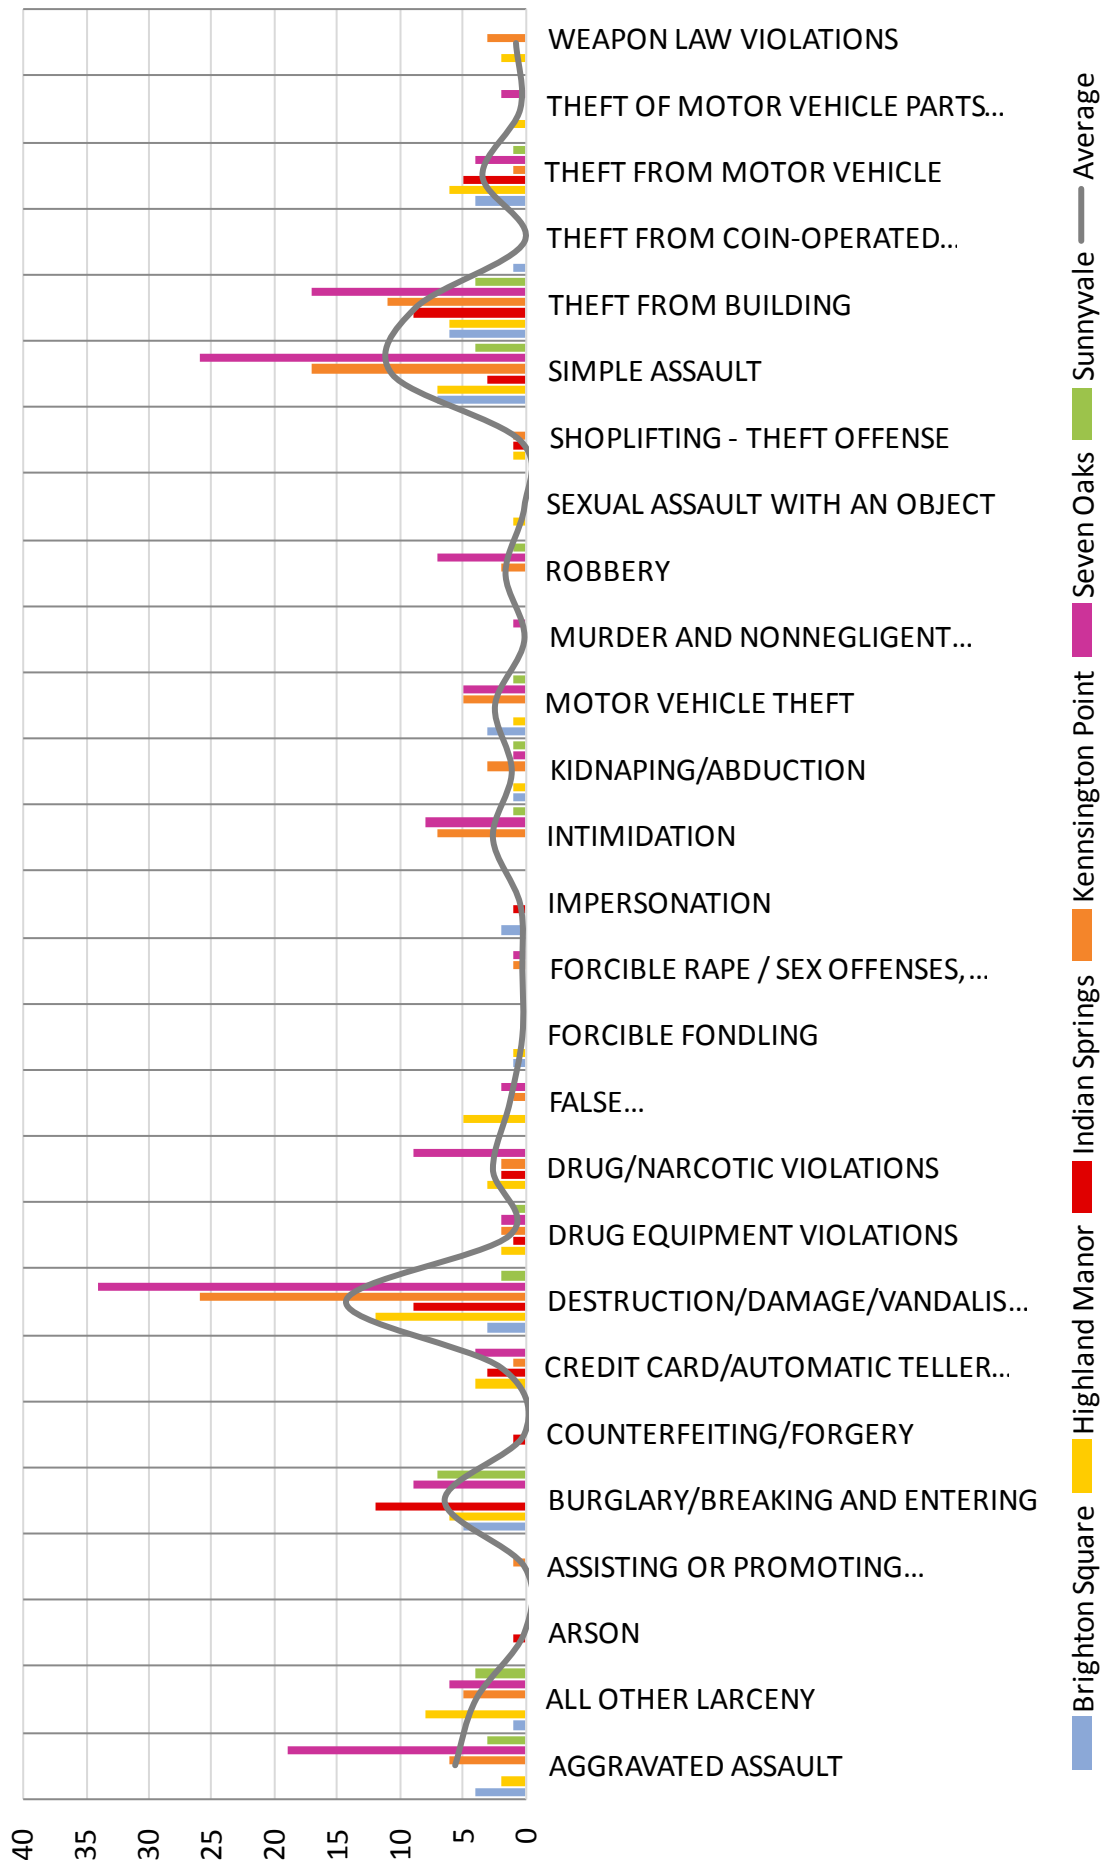 WEAPON LAW VIOLATIONS
THEFT OF MOTOR VEHICLE PARTS...
THEFT FROM MOTOR VEHICLE
THEFT FROM COIN-OPERATED...
THEFT FROM BUILDING
SIMPLE ASSAULT
SHOPLIFTING - THEFT OFFENSE
SEXUAL ASSAULT WITH AN OBJECT
ROBBERY
MURDER AND NONNEGLIGENT...
MOTOR VEHICLE THEFT
KIDNAPING/ABDUCTION
INTIMIDATION
IMPERSONATION
FORCIBLE RAPE / SEX OFFENSES,...
FORCIBLE FONDLING
FALSE...
DRUG/NARCOTIC VIOLATIONS
DRUG EQUIPMENT VIOLATIONS
DESTRUCTION/DAMAGE/VANDALIS...
CREDIT CARD/AUTOMATIC TELLER...
COUNTERFEITING/FORGERY
BURGLARY/BREAKING AND ENTERING
ASSISTING OR PROMOTING...
ARSON
ALL OTHER LARCENY
AGGRAVATED ASSAULT
40
35
30
25
20
15
10
5
0
Brighton Square
Highland Manor
Indian Springs
Kennsington Point
Seven Oaks
Sunnyvale
Average